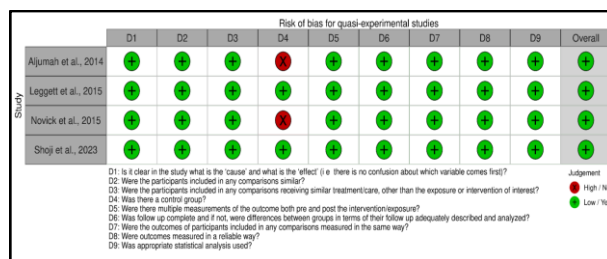 Risk of bias for quasi-experimental studies
D1 D2 D3 D4 D5 D6 D7 D8 D9 Overall
Study
Aljumah et al., 2014 + + + X + + + + + +
Leggett et al., 2015 + + + + + + + + + +
Novick et al., 2015 + + + X + + + + + +
Shoji et al., 2023 + + + + + + + + + +
D1: Is it clear in the study what is the 'cause' and what is the 'effect' (i e there is no confusion about which variable comes first)?
D2: Were the participants included in any comparisons similar?
D3: Were the participants included in any comparisons receiving similar treatment/care, other than the exposure or intervention of interest?
D4: Was there a control group?
D5: Were there multiple measurements of the outcome both pre and post the intervention/exposure?
D6: Was follow up complete and if not, were differences between groups in terms of their follow up adequately described and analyzed?
D7: Were the outcomes of participants included in any comparisons measured in the same way?
D8: Were outcomes measured in a reliable way?
D9: Was appropriate statistical analysis used?
Judgement
X High / N
+ Low / Ye